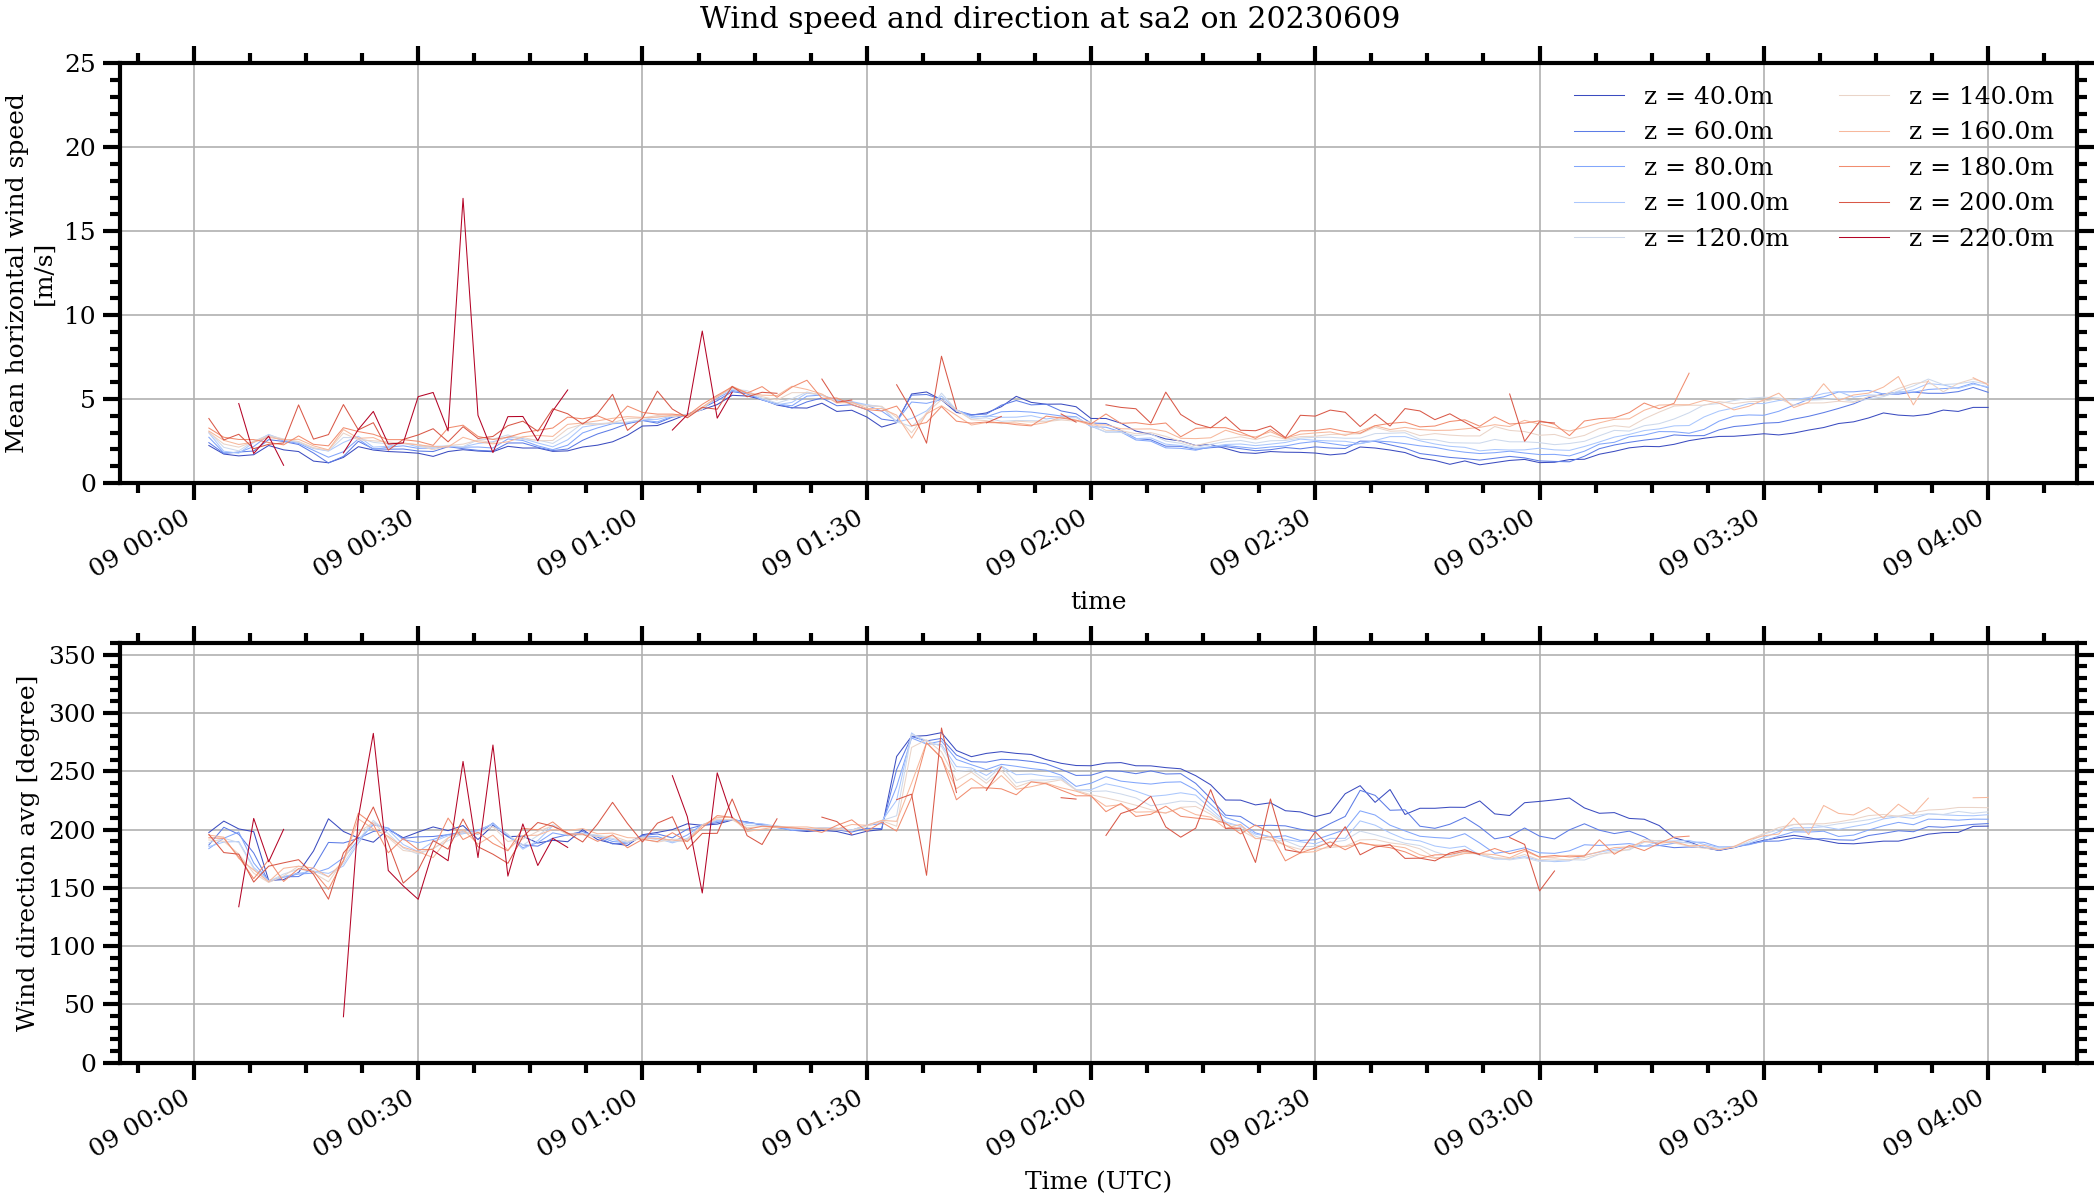 Wind speed and direction at sa2 on 20230609
Mean horizontal wind speed
[m/s]
25
20
15
10
5
0
z = 40.0m
z = 60.0m
z = 80.0m
z = 100.0m
z = 120.0m
z = 140.0m
z = 160.0m
z = 180.0m
z = 200.0m
z = 220.0m
09 00:00
09 00:30
09 01:00
09 01:30
09 02:00
09 02:30
09 03:00
09 03:30
09 04:00
time
Wind direction avg [degree]
350
300
250
200
150
100
50
0
09 00:00
09 00:30
09 01:00
09 01:30
09 02:00
09 02:30
09 03:00
09 03:30
09 04:00
Time (UTC)